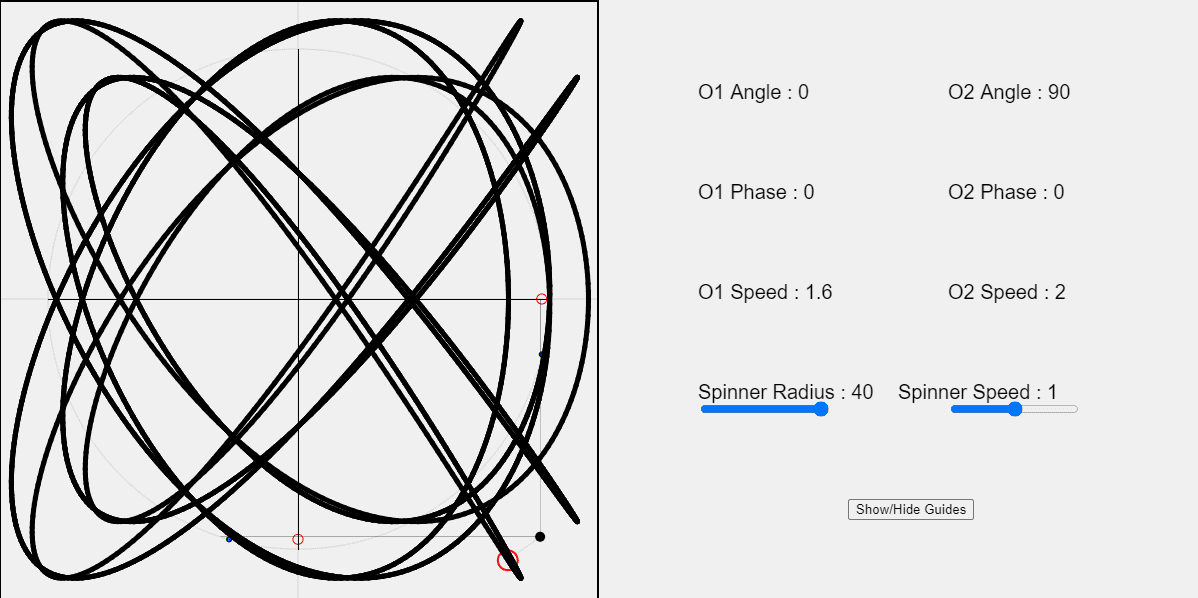 O1 Angle : 0 O2 Angle : 90
O1 Phase : 0 O2 Phase : 0
O1 Speed : 1.6 O2 Speed : 2
Spinner Radius : 40 Spinner Speed : 1
Show/Hide Guides